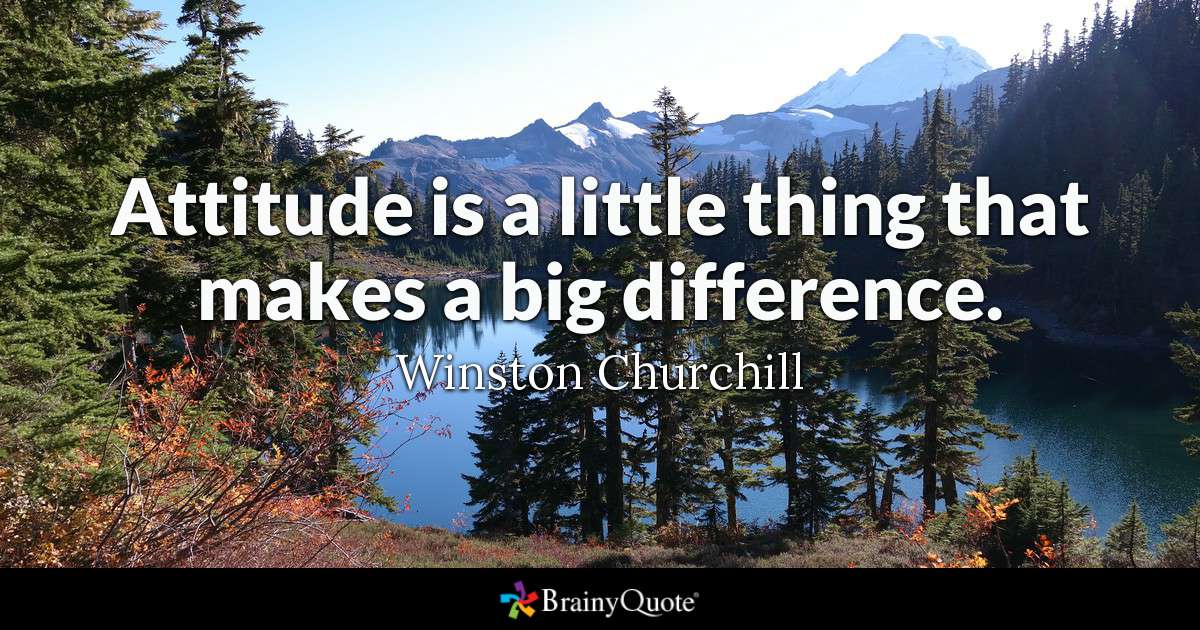 Attitude is a little thing that
makes a big difference.
Winston Churchill
BrainyQuote®